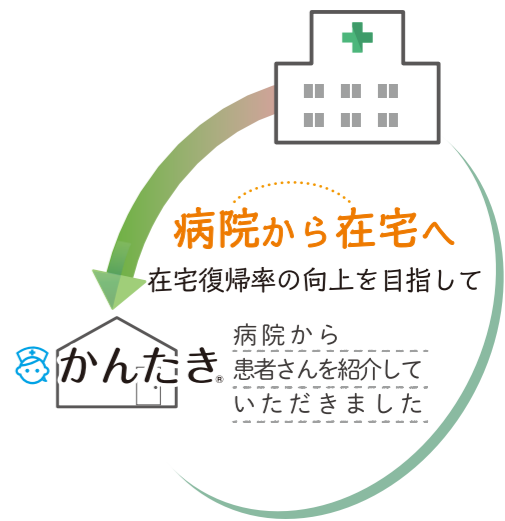 病院から在宅へ
在宅復帰率の向上を目指して
かんたき®
病院から
患者さんを紹介して
いただきました